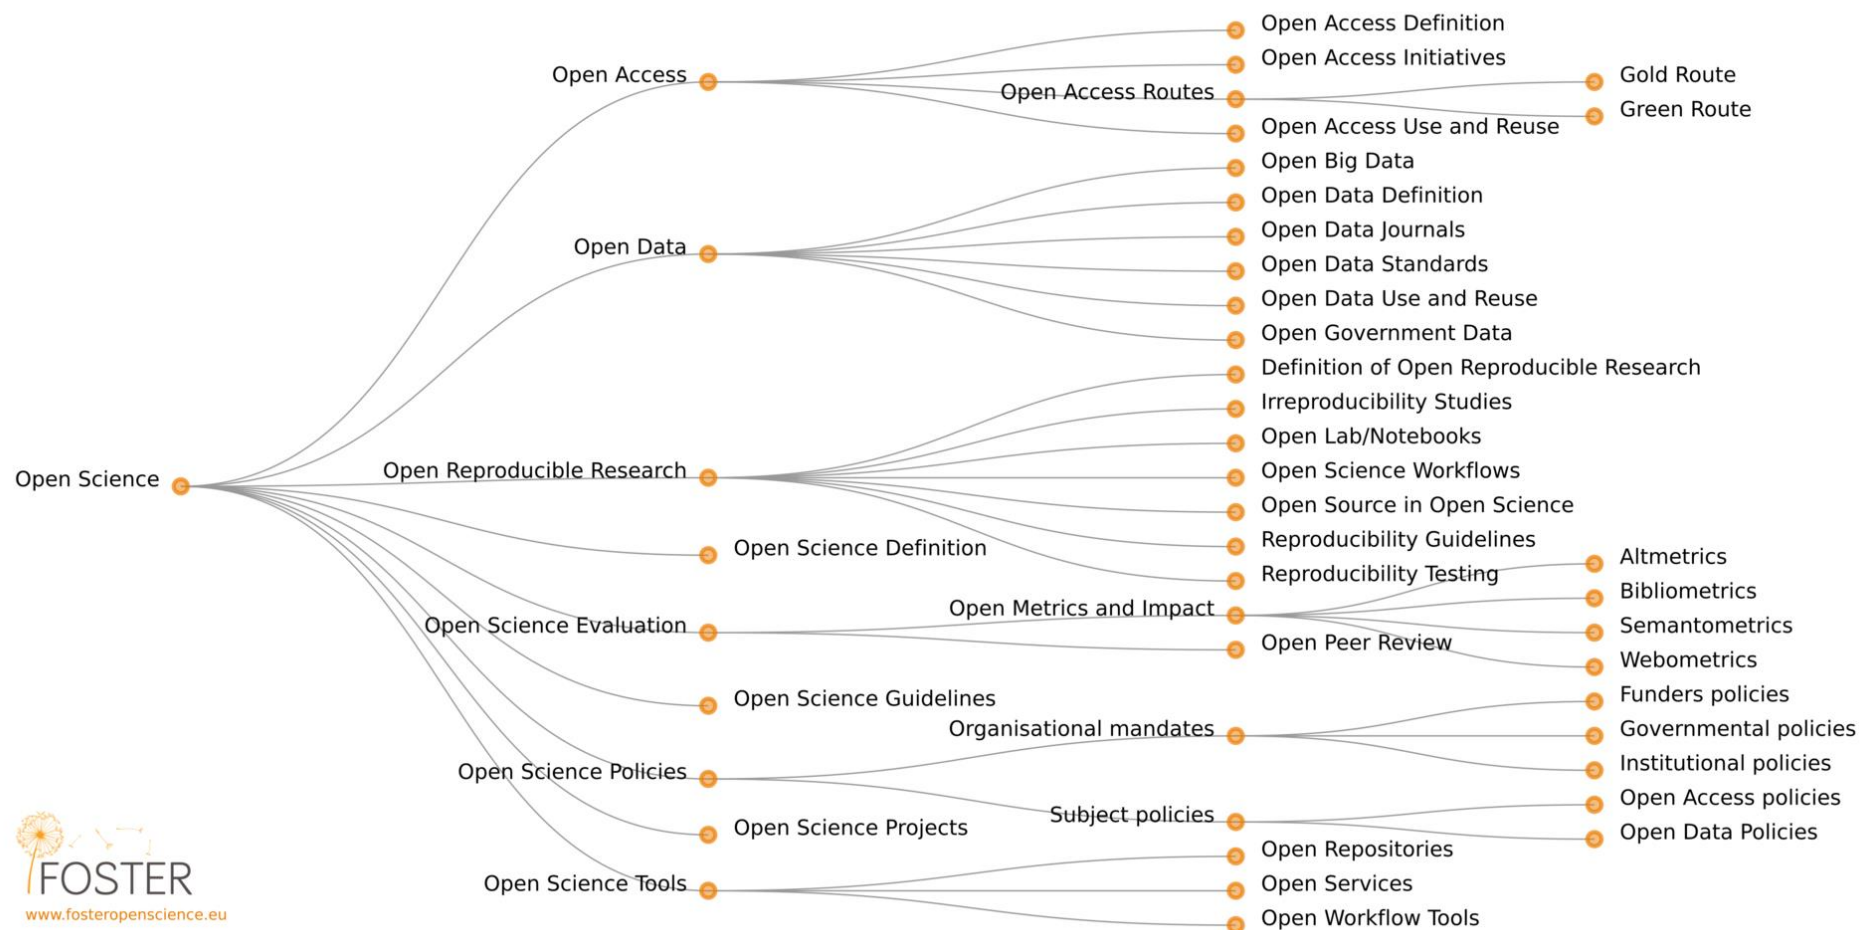 Open Science
Open Access
Open Access Definition
Open Access Initiatives
Open Access Routes
Gold Route
Green Route
Open Access Use and Reuse
Open Data
Open Big Data
Open Data Definition
Open Data Journals
Open Data Standards
Open Data Use and Reuse
Open Government Data
Open Reproducible Research
Definition of Open Reproducible Research
Irreproducibility Studies
Open Lab/Notebooks
Open Science Workflows
Open Source in Open Science
Reproducibility Guidelines
Reproducibility Testing
Open Science Definition
Open Science Evaluation
Open Metrics and Impact
Altmetrics
Bibliometrics
Semantometrics
Webometrics
Open Peer Review
Open Science Guidelines
Open Science Policies
Organisational mandates
Funders policies
Governmental policies
Institutional policies
Subject policies
Open Access policies
Open Data Policies
Open Science Projects
Open Science Tools
Open Repositories
Open Services
Open Workflow Tools
FOSTER
www.fosteropenscience.eu